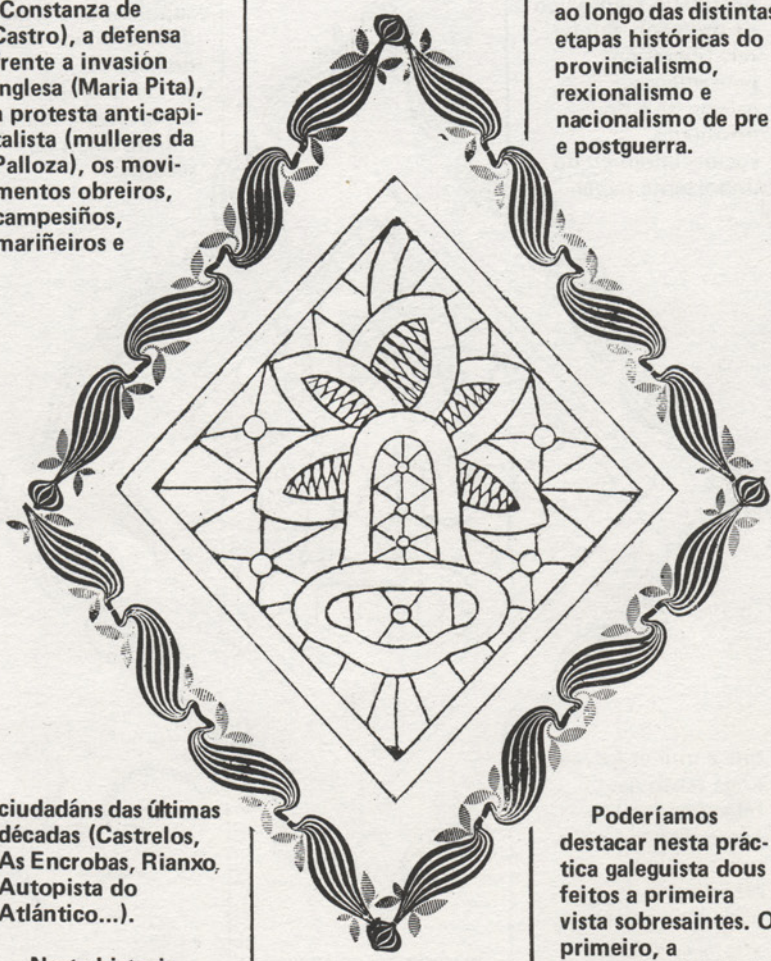 Constanza de
Castro), a defensa
frente a invasión
inglesa (Maria Pita),
a protesta anti-capi-
talista (mulleres da
Palloza), os movi-
mentos obreiros,
campesiños,
mariñeiros e
ciudadáns das últimas
décadas (Castrelos,
As Encrobas, Rianxo,
Autopista do
Atlántico...).
ao longo das distintas
etapas históricas do
provincialismo,
rexionalismo e
nacionalismo de pre
e postguerra.
Poderíamos
destacar nesta prác-
tica galeguista dous
feitos a primeira
vista sobresaintes. O
primeiro, a